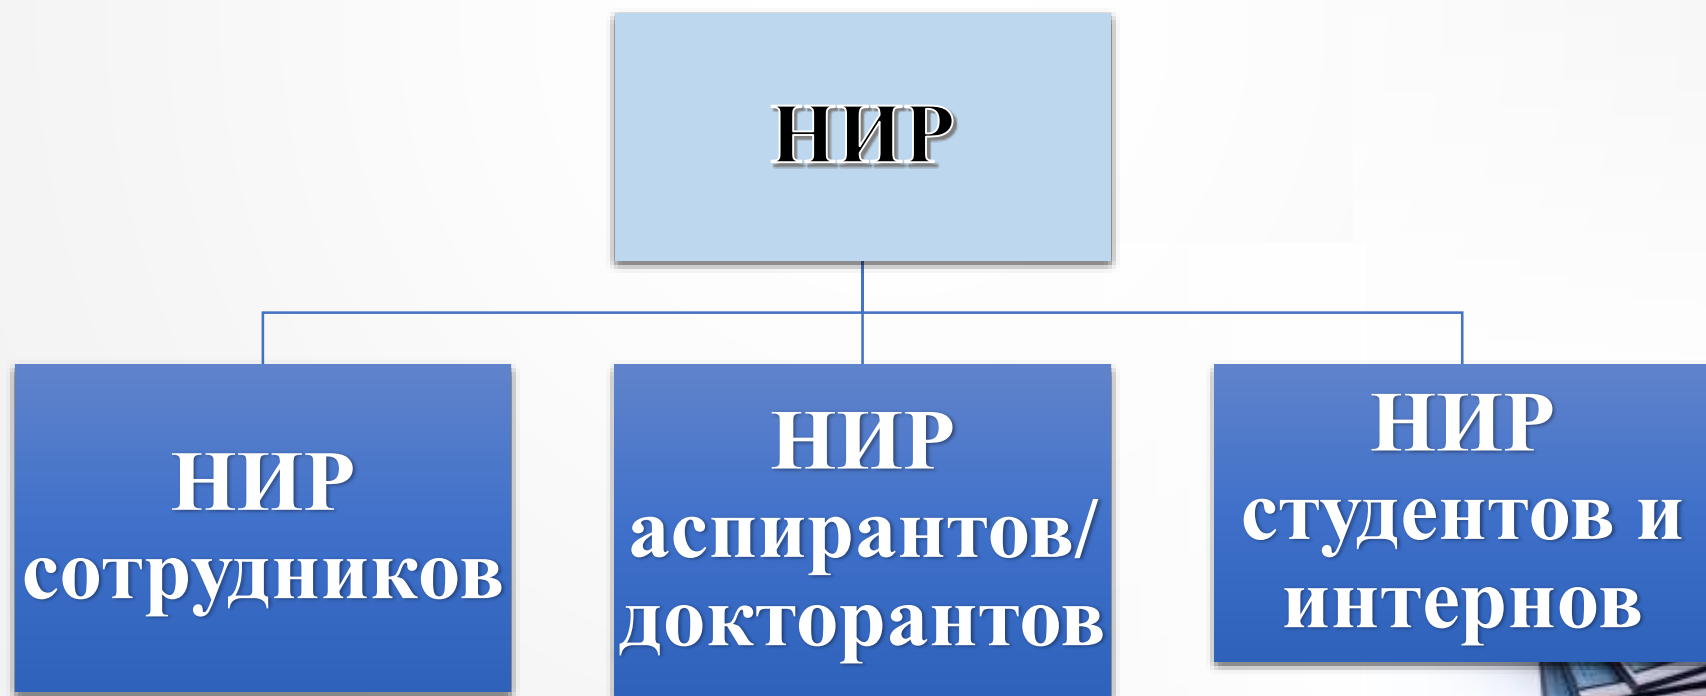 НИР
НИР
сотрудников
НИР
аспирантов/
докторантов
НИР
студентов и
интернов